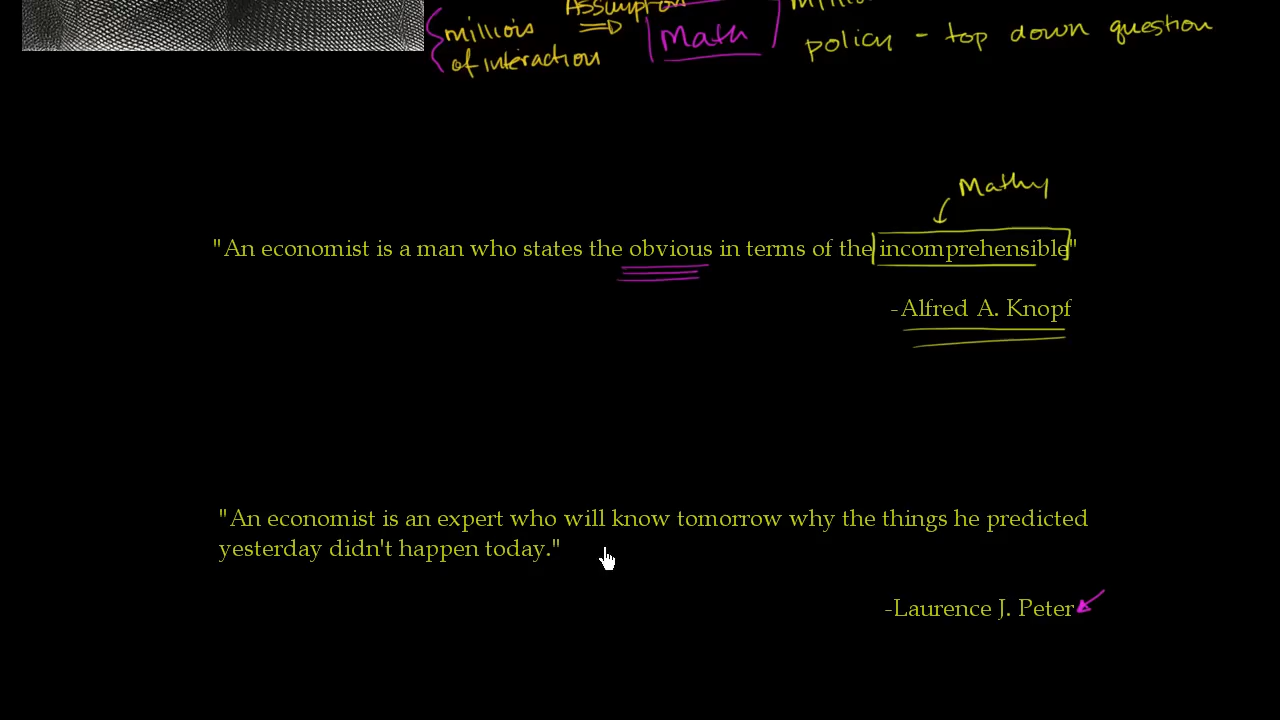 Assumption
millions
of interaction
Math
policy - top down question
Mathy
"An economist is a man who states the obvious in terms of the incomprehensible"
-Alfred A. Knopf
"An economist is an expert who will know tomorrow why the things he predicted
yesterday didn't happen today."
-Laurence J. Peter